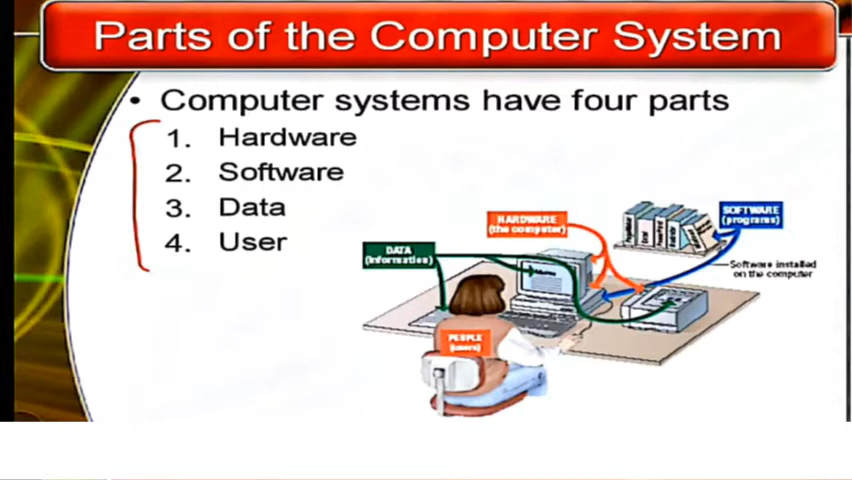 Parts of the Computer System
• Computer systems have four parts
1. Hardware
2. Software
3. Data
4. User
HARDWARE
(the computer)
SOFTWARE
(programs)
DATA
(information)
Software installed
on the computer
PEOPLE
(users)